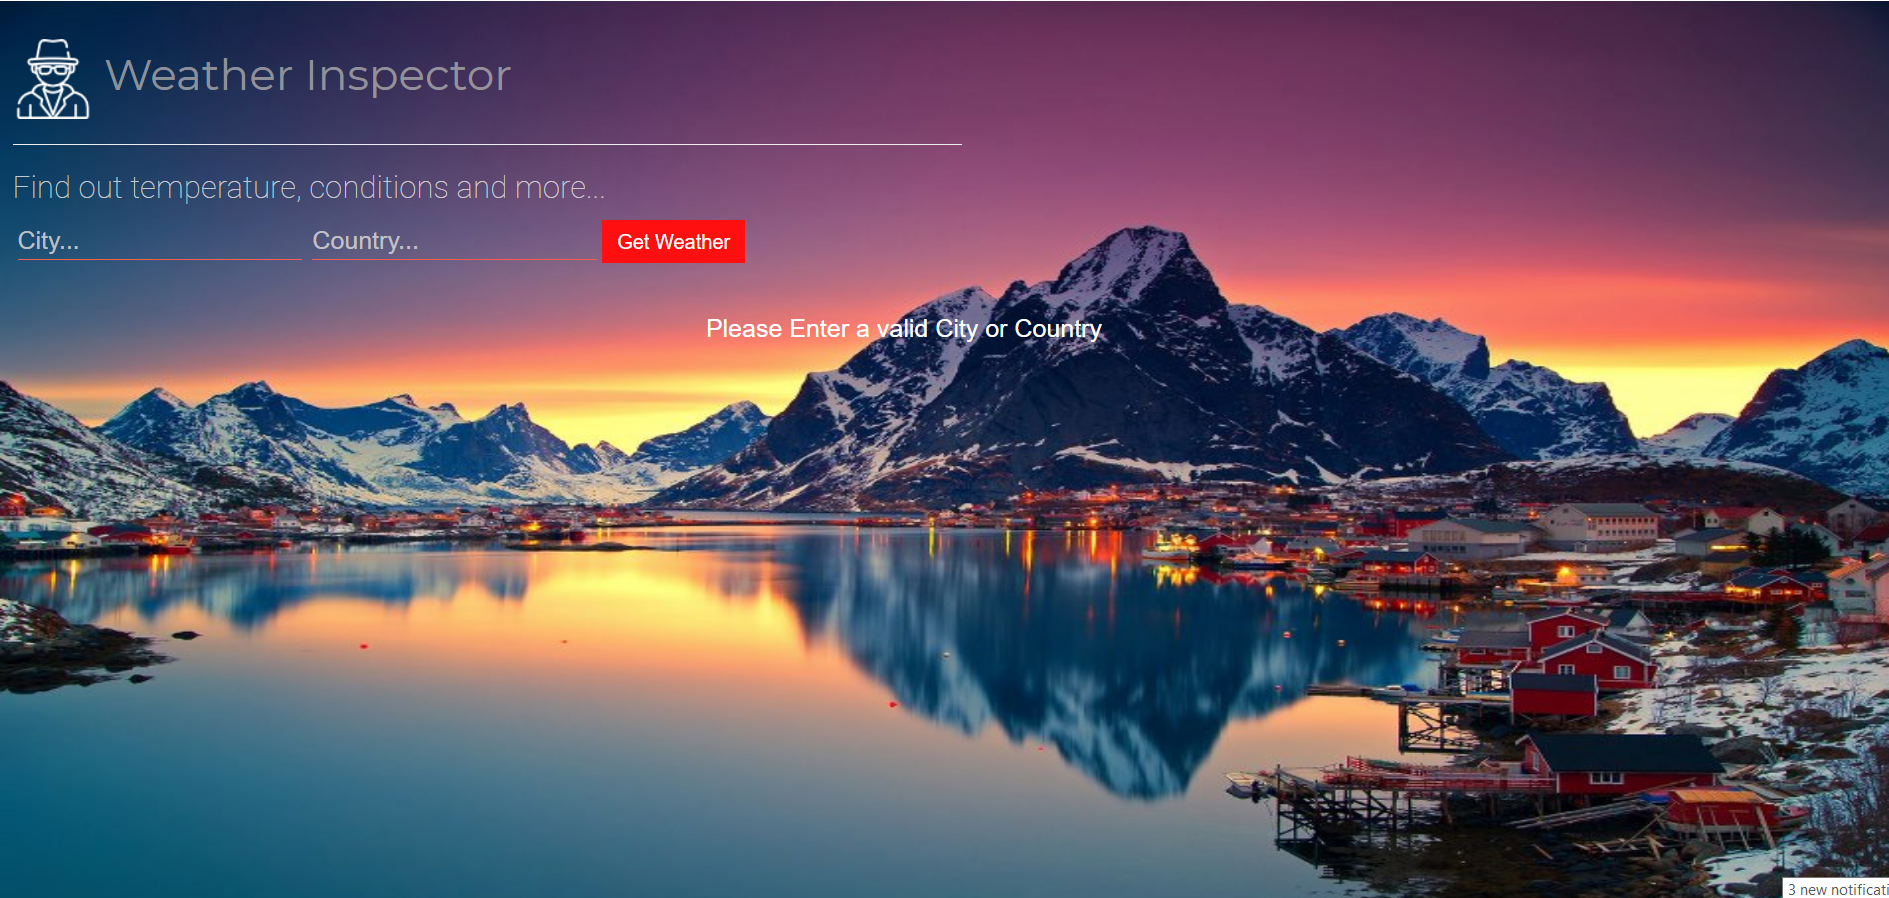 Weather Inspector
Find out temperature, conditions and more...
City...
Country...
Get Weather
Please Enter a valid City or Country
3 new notificati